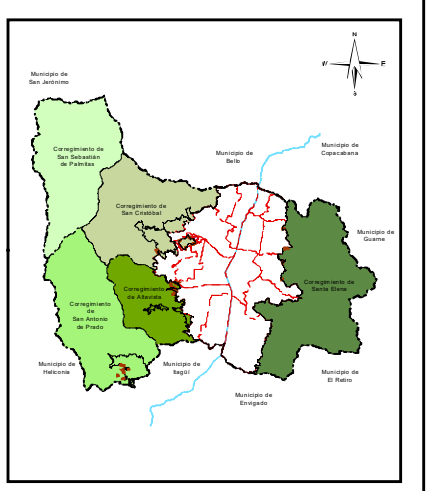 N
W
E
S
Municipio de
San Jerónimo
Municipio de
Bello
Municipio de
Copacabana
Corregimiento de
San Sebastián
de Palmitas
Corregimiento de
San Cristóbal
Municipio de
Guarne
Corregimiento
de Altavista
Corregimiento de
Santa Elena
Corregimiento
de
San Antonio
de Prado
Municipio de
Heliconia
Municipio de
Itagüí
Municipio de
El Retiro
Municipio de
Envigado